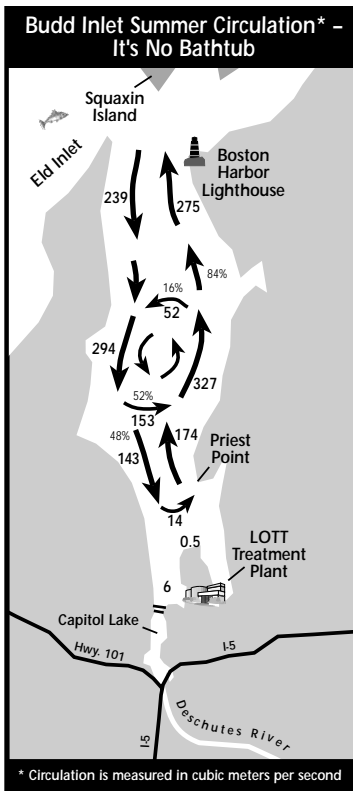 Budd Inlet Summer Circulation* –
It's No Bathtub
Squaxin
Island
Eld Inlet
Boston
Harbor
Lighthouse
239
275
84%
16%
52
294
327
52%
153
48%
143
174
Priest
Point
14
0.5
LOTT
Treatment
Plant
6
Capitol Lake
Hwy. 101
I-5
I-5
Deschutes River
* Circulation is measured in cubic meters per second